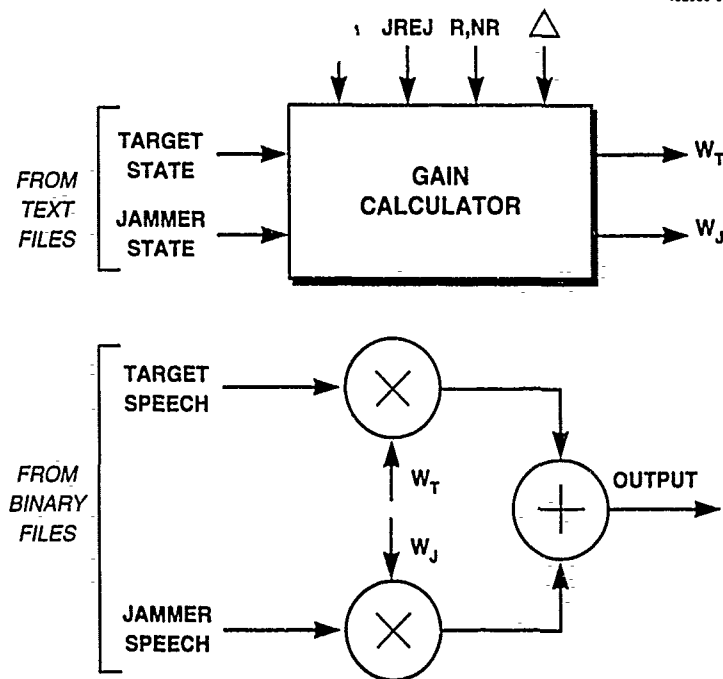 JREJ R,NR △
TARGET
STATE
JAMMER
STATE
FROM
TEXT
FILES
GAIN
CALCULATOR
W_T
W_J
TARGET
SPEECH
FROM
BINARY
FILES
JAMMER
SPEECH
W_T
W_J
OUTPUT